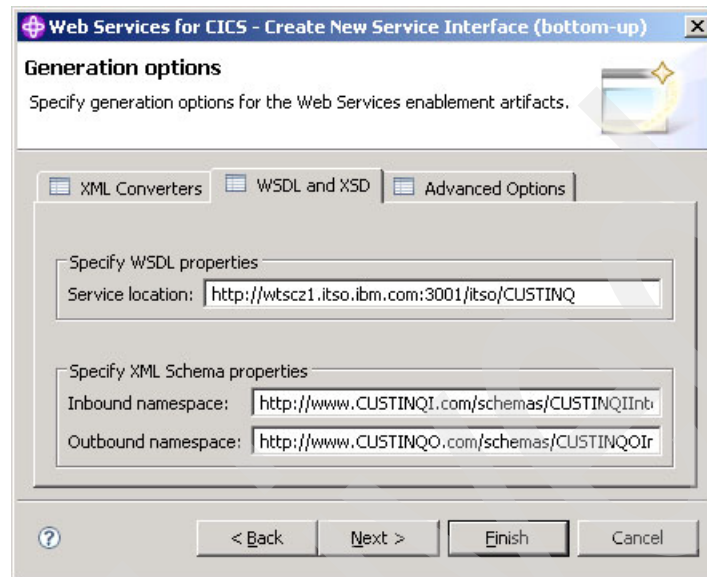 Web Services for CICS - Create New Service Interface (bottom-up)
Generation options
Specify generation options for the Web Services enablement artifacts.
XML Converters WSDL and XSD Advanced Options
Specify WSDL properties
Service location: http://wtscz1.itso.ibm.com:3001/itso/CUSTINQ
Specify XML Schema properties
Inbound namespace: http://www.CUSTINQI.com/schemas/CUSTINQIInt
Outbound namespace: http://www.CUSTINQO.com/schemas/CUSTINQOIn
? < Back Next > Finish Cancel